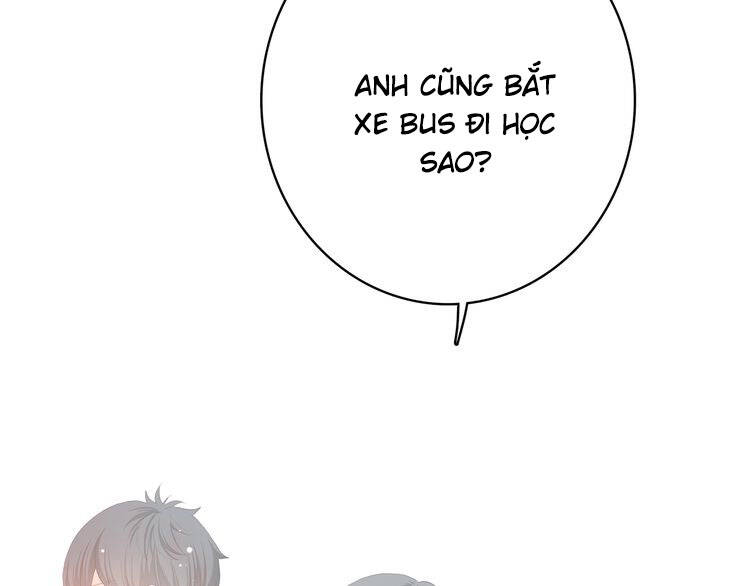 ANH CŨNG BẮT
XE BUS ĐI HỌC
SAO?